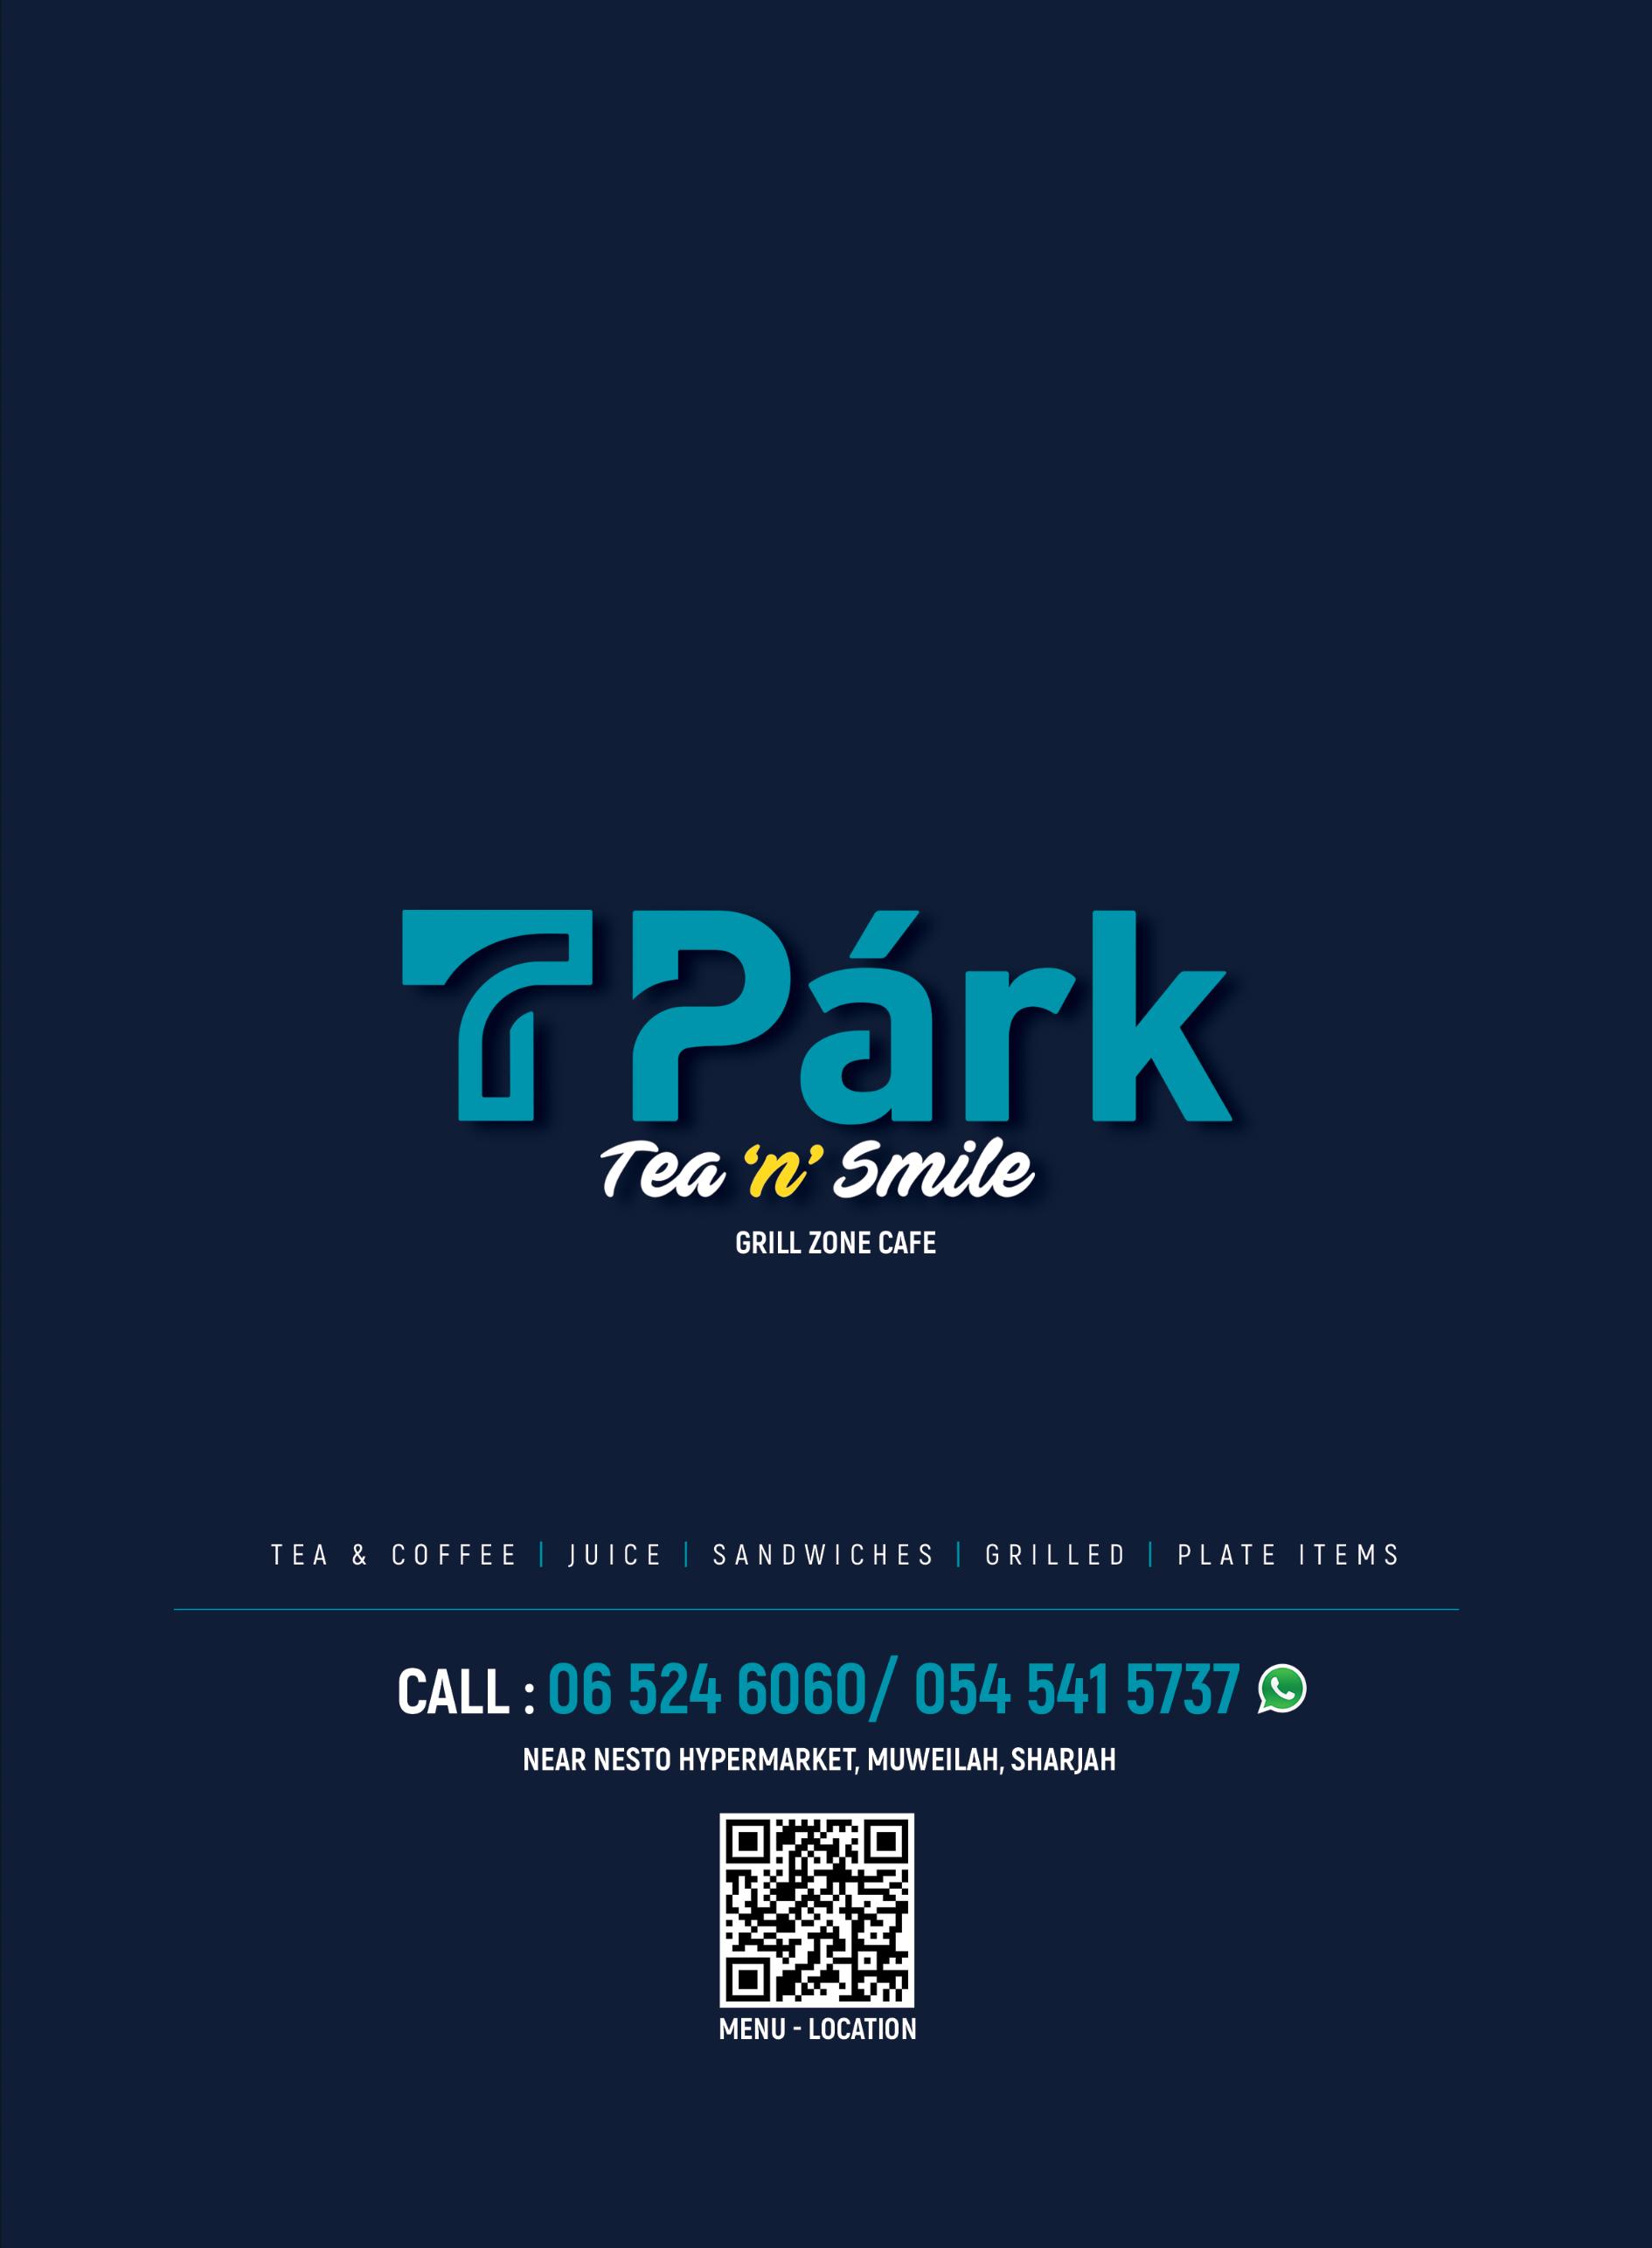 T Párk
Tea 'n' Smile
GRILL ZONE CAFE
TEA & COFFEE | JUICE | SANDWICHES | GRILLED | PLATE ITEMS
CALL : 06 524 6060/ 054 541 5737
NEAR NESTO HYPERMARKET, MUWEILAH, SHARJAH
MENU - LOCATION